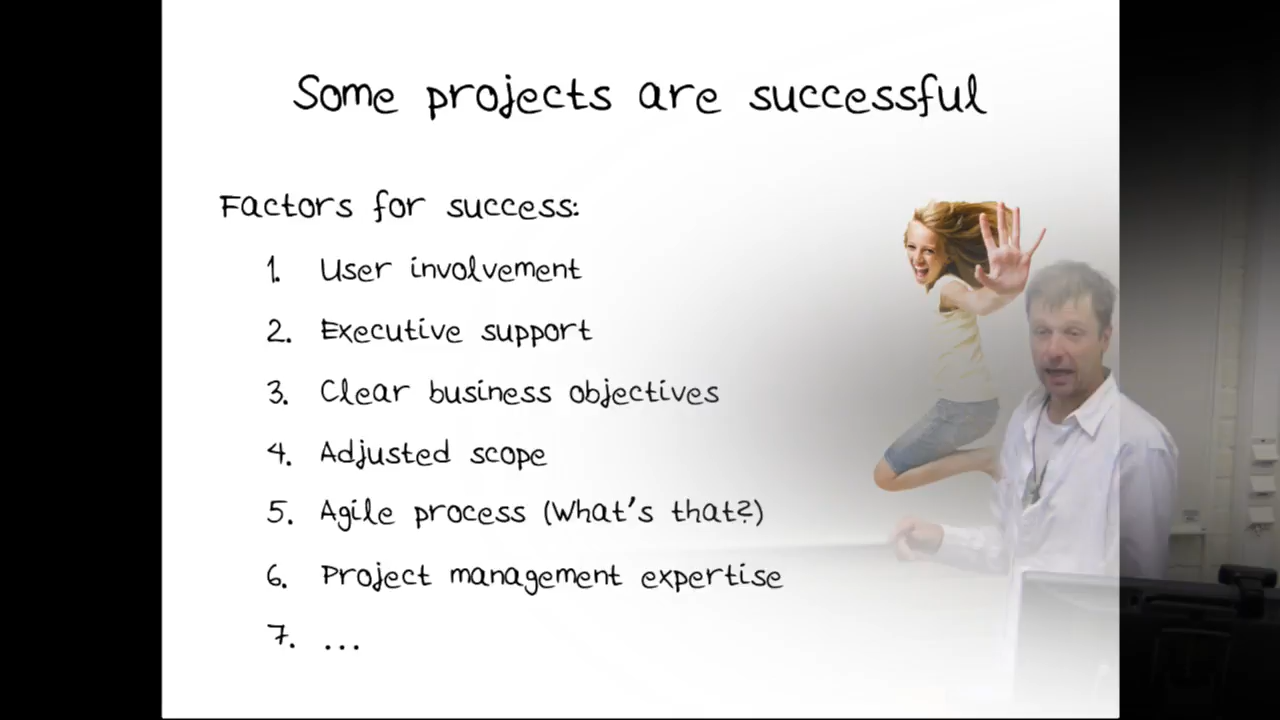 Some projects are successful
Factors for success:
1. User involvement
2. Executive support
3. Clear business objectives
4. Adjusted scope
5. Agile process (What's that?)
6. Project management expertise
7. ...